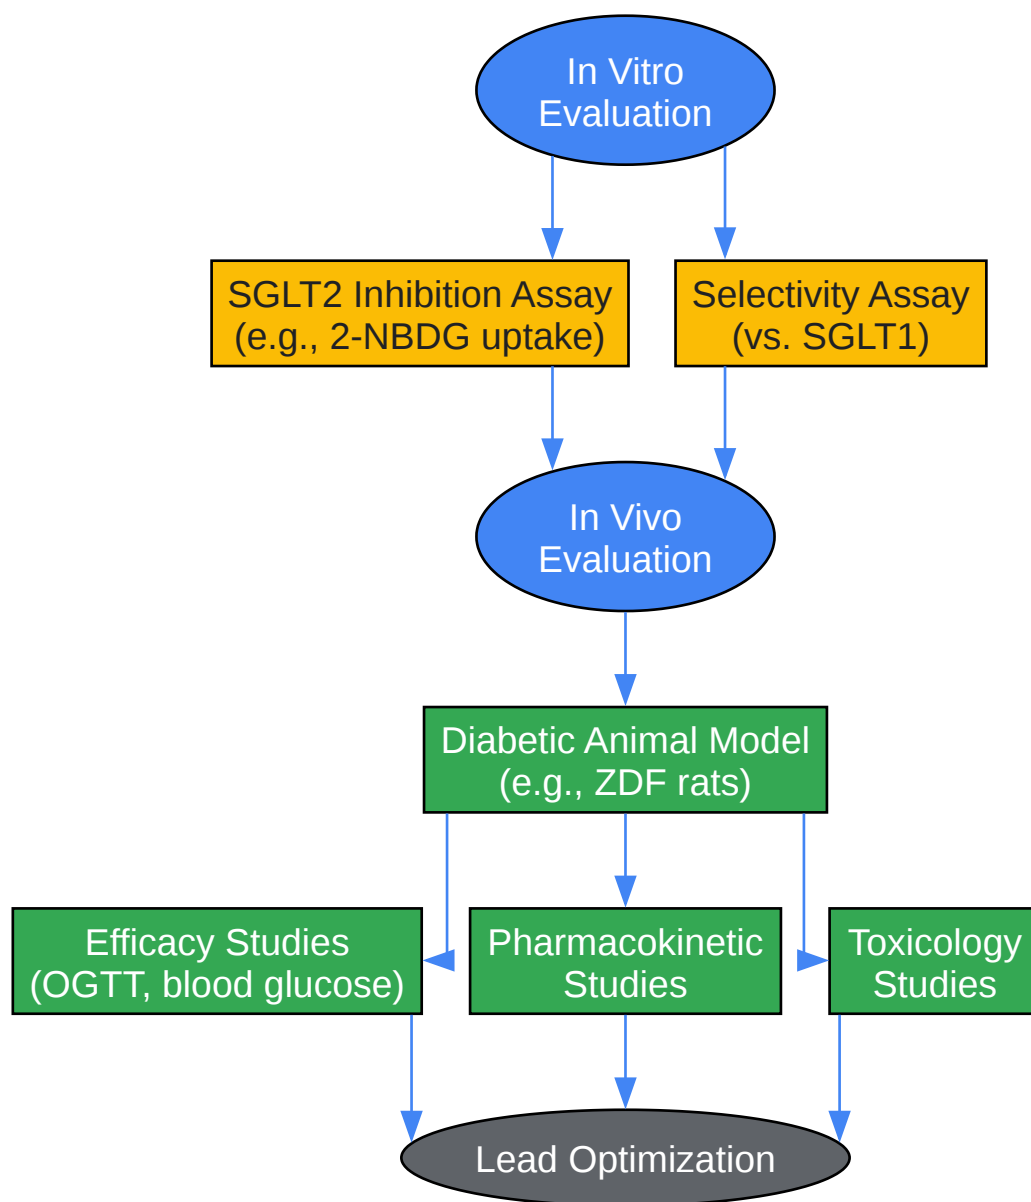 In Vitro
Evaluation
SGLT2 Inhibition Assay
(e.g., 2-NBDG uptake)
Selectivity Assay
(vs. SGLT1)
In Vivo
Evaluation
Diabetic Animal Model
(e.g., ZDF rats)
Efficacy Studies
(OGTT, blood glucose)
Pharmacokinetic
Studies
Toxicology
Studies
Lead Optimization